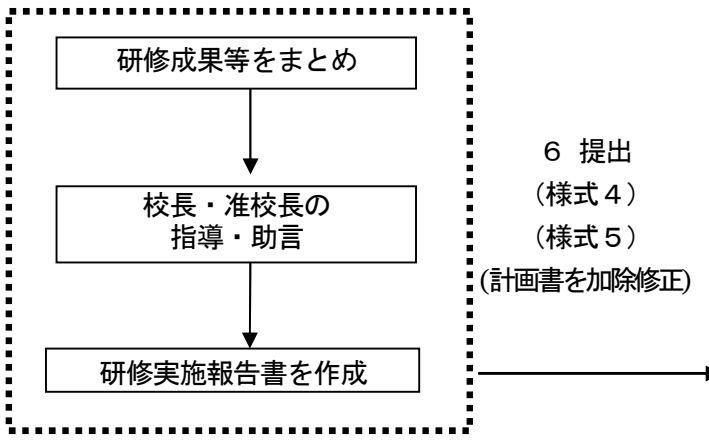 研修成果等をまとめ
校長・准校長の
指導・助言
研修実施報告書を作成
６ 提出
（様式４）
（様式５）
(計画書を加除修正)